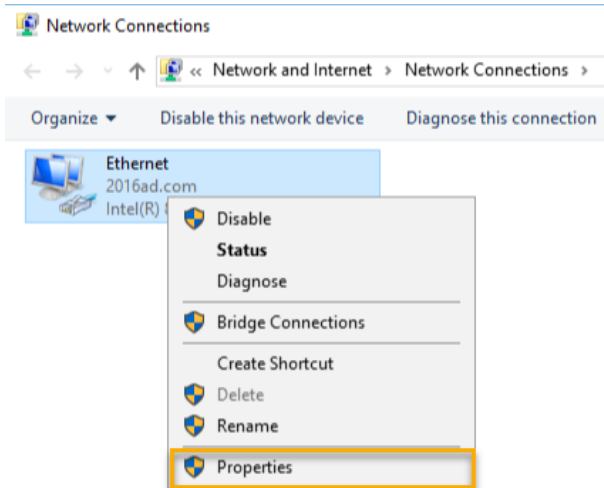 Network Connections
« Network and Internet > Network Connections >
Organize Disable this network device Diagnose this connection
Ethernet
2016ad.com
Intel(R)
Disable
Status
Diagnose
Bridge Connections
Create Shortcut
Delete
Rename
Properties